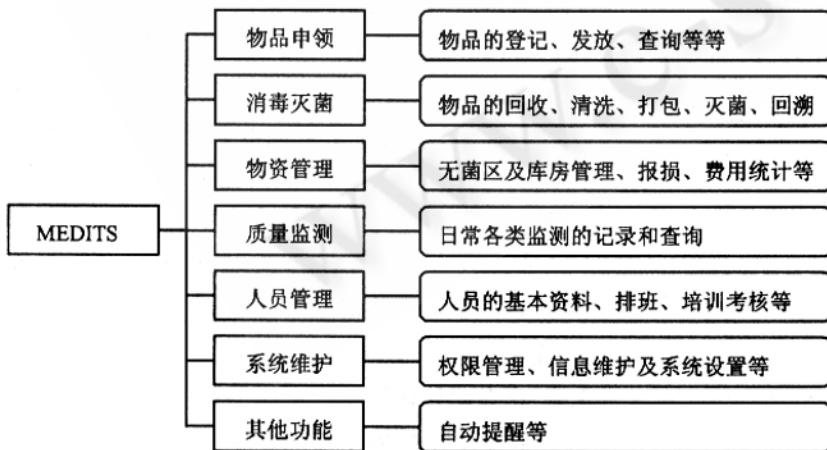 物品申领
物品的登记、发放、查询等等
消毒灭菌
物品的回收、清洗、打包、灭菌、回溯
物资管理
无菌区及库房管理、报损、费用统计等
MEDITS
质量监测
日常各类监测的记录和查询
人员管理
人员的基本资料、排班、培训考核等
系统维护
权限管理、信息维护及系统设置等
其他功能
自动提醒等
www.c-s